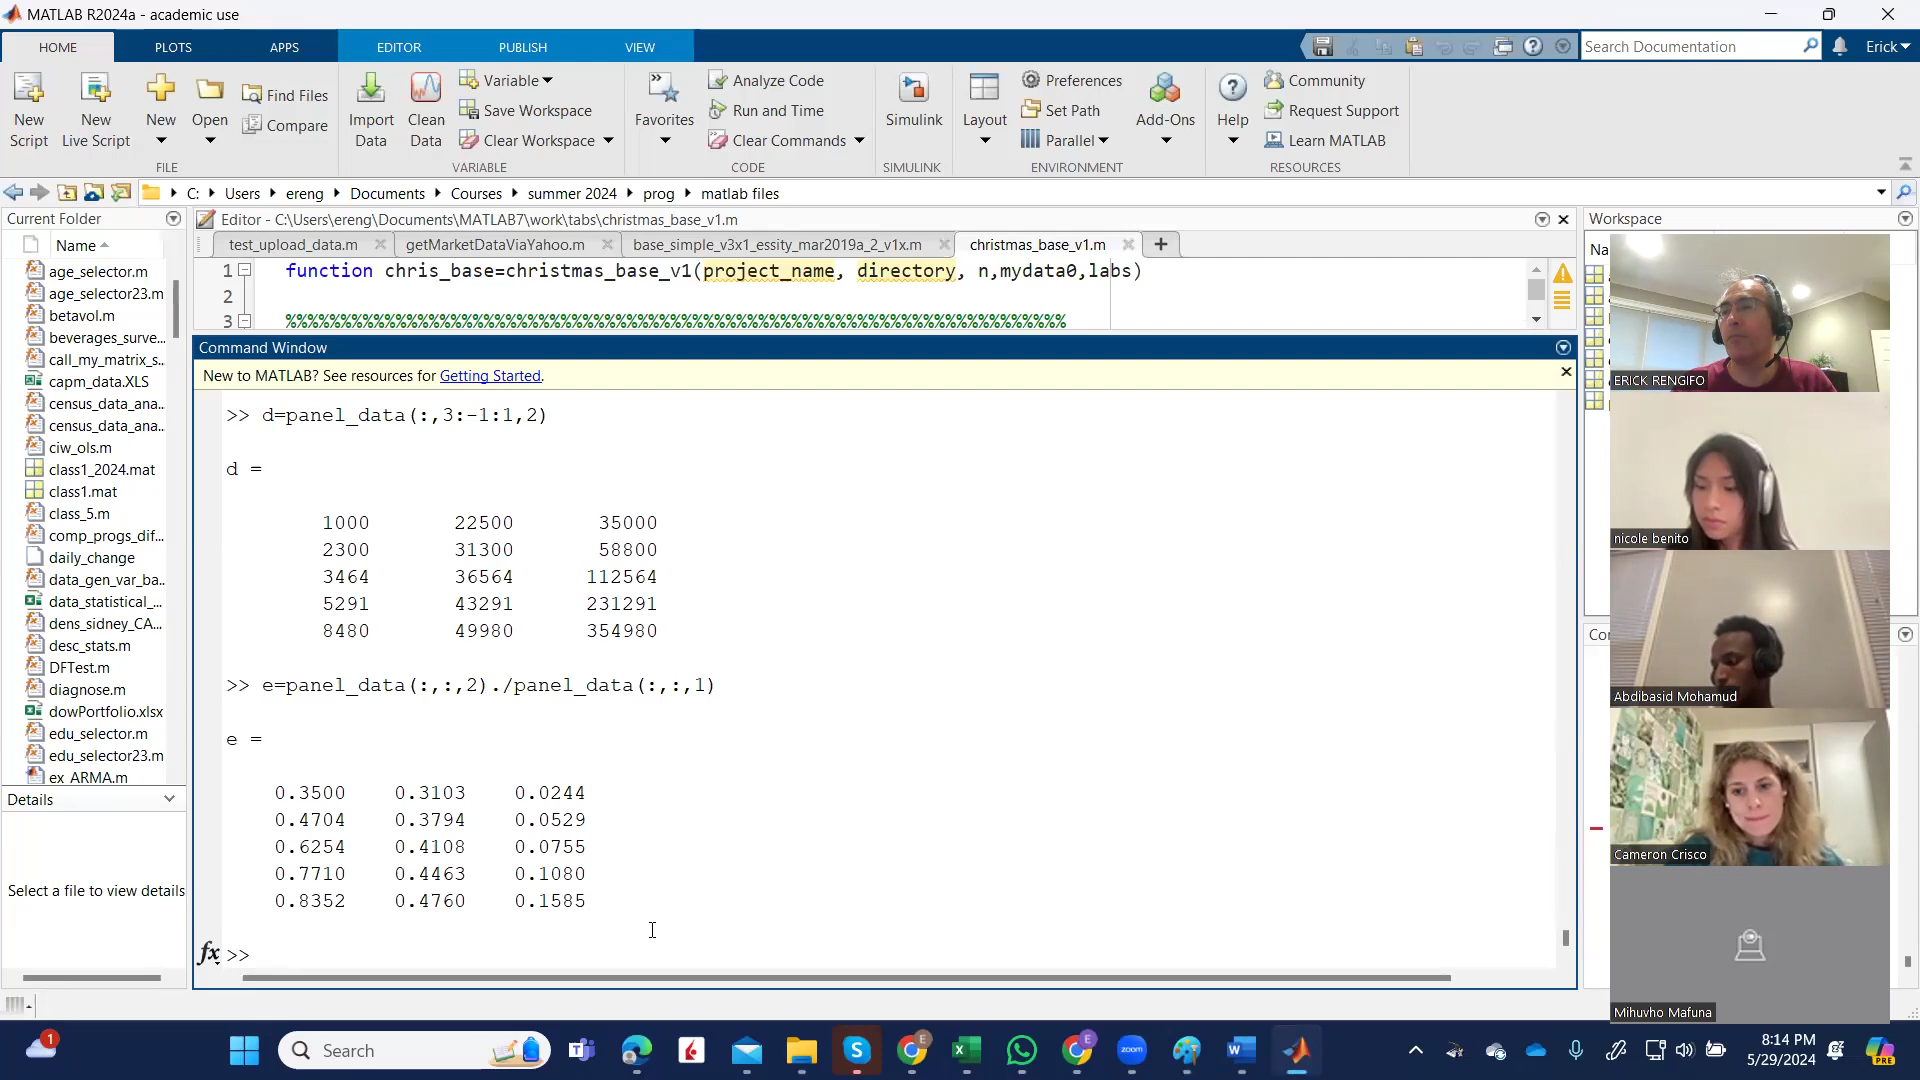 MATLAB R2024a - academic use
HOME PLOTS APPS EDITOR PUBLISH VIEW
Search Documentation
Erick
New Script
New Live Script
New
Open
Find Files
Compare
FILE
Import Data
Clean Data
Variable
Save Workspace
Clear Workspace
VARIABLE
Favorites
Analyze Code
Run and Time
Clear Commands
CODE
Simulink
SIMULINK
Layout
Preferences
Set Path
Parallel
Add-Ons
ENVIRONMENT
Help
Community
Request Support
Learn MATLAB
RESOURCES
C: Users ereng Documents Courses summer 2024 prog matlab files
Current Folder
Name
age_selector.m
age_selector23.m
betavol.m
beverages_surve...
call_my_matrix_s...
capm_data.XLS
census_data_ana...
census_data_ana...
ciw_ols.m
class1_2024.mat
class1.mat
class_5.m
comp_progs_dif...
daily_change
data_gen_var_ba...
data_statistical_...
dens_sidney_CA...
desc_stats.m
DFTest.m
diagnose.m
dowPortfolio.xlsx
edu_selector.m
edu_selector23.m
ex_ARMA.m
Details
Select a file to view details
Editor - C:\Users\ereng\Documents\MATLAB7\work\tabs\christmas_base_v1.m
test_upload_data.m getMarketDataViaYahoo.m base_simple_v3x1_essity_mar2019a_2_v1x.m christmas_base_v1.m
1 function chris_base=christmas_base_v1(project_name, directory, n,mydata0,labs)
2
3 %%%%%%%%%%%%%%%%%%%%%%%%%%%%%%%%%%%%%%%%%%%%%%%%%%%%%%%%%%%%%%%%%
Command Window
New to MATLAB? See resources for Getting Started.
>> d=panel_data(:,3:-1:1,2)
d =
1000 22500 35000
2300 31300 58800
3464 36564 112564
5291 43291 231291
8480 49980 354980
>> e=panel_data(:,:,2)./panel_data(:,:,1)
e =
0.3500 0.3103 0.0244
0.4704 0.3794 0.0529
0.6254 0.4108 0.0755
0.7710 0.4463 0.1080
0.8352 0.4760 0.1585
fx >>
Workspace
Na
Co
ERICK RENGIFO
nicole benito
Abdibasid Mohamud
Cameron Crisco
Mihuvho Mafuna
1
Search
zoom
8:14 PM
5/29/2024
PRE